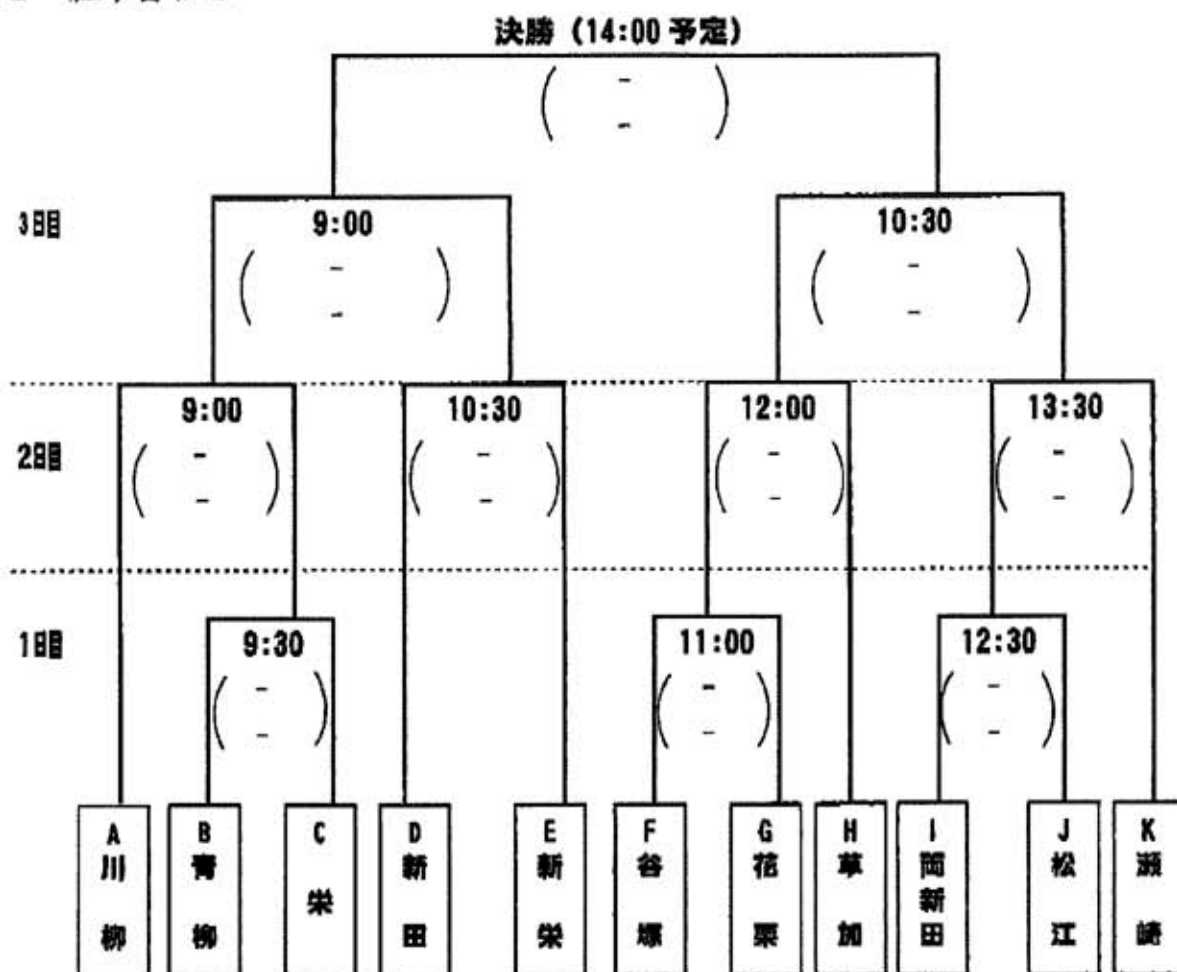 決勝 (14:00 予定)
( - - )
3日目
9:00
( - - )
10:30
( - - )
2日目
9:00
( - - )
10:30
( - - )
12:00
( - - )
13:30
( - - )
1日目
9:30
( - - )
11:00
( - - )
12:30
( - - )
A 川柳
B 青柳
C 栄
D 新田
E 新栄
F 谷塚
G 花栗
H 草加
I 両新田
J 松江
K 瀬崎